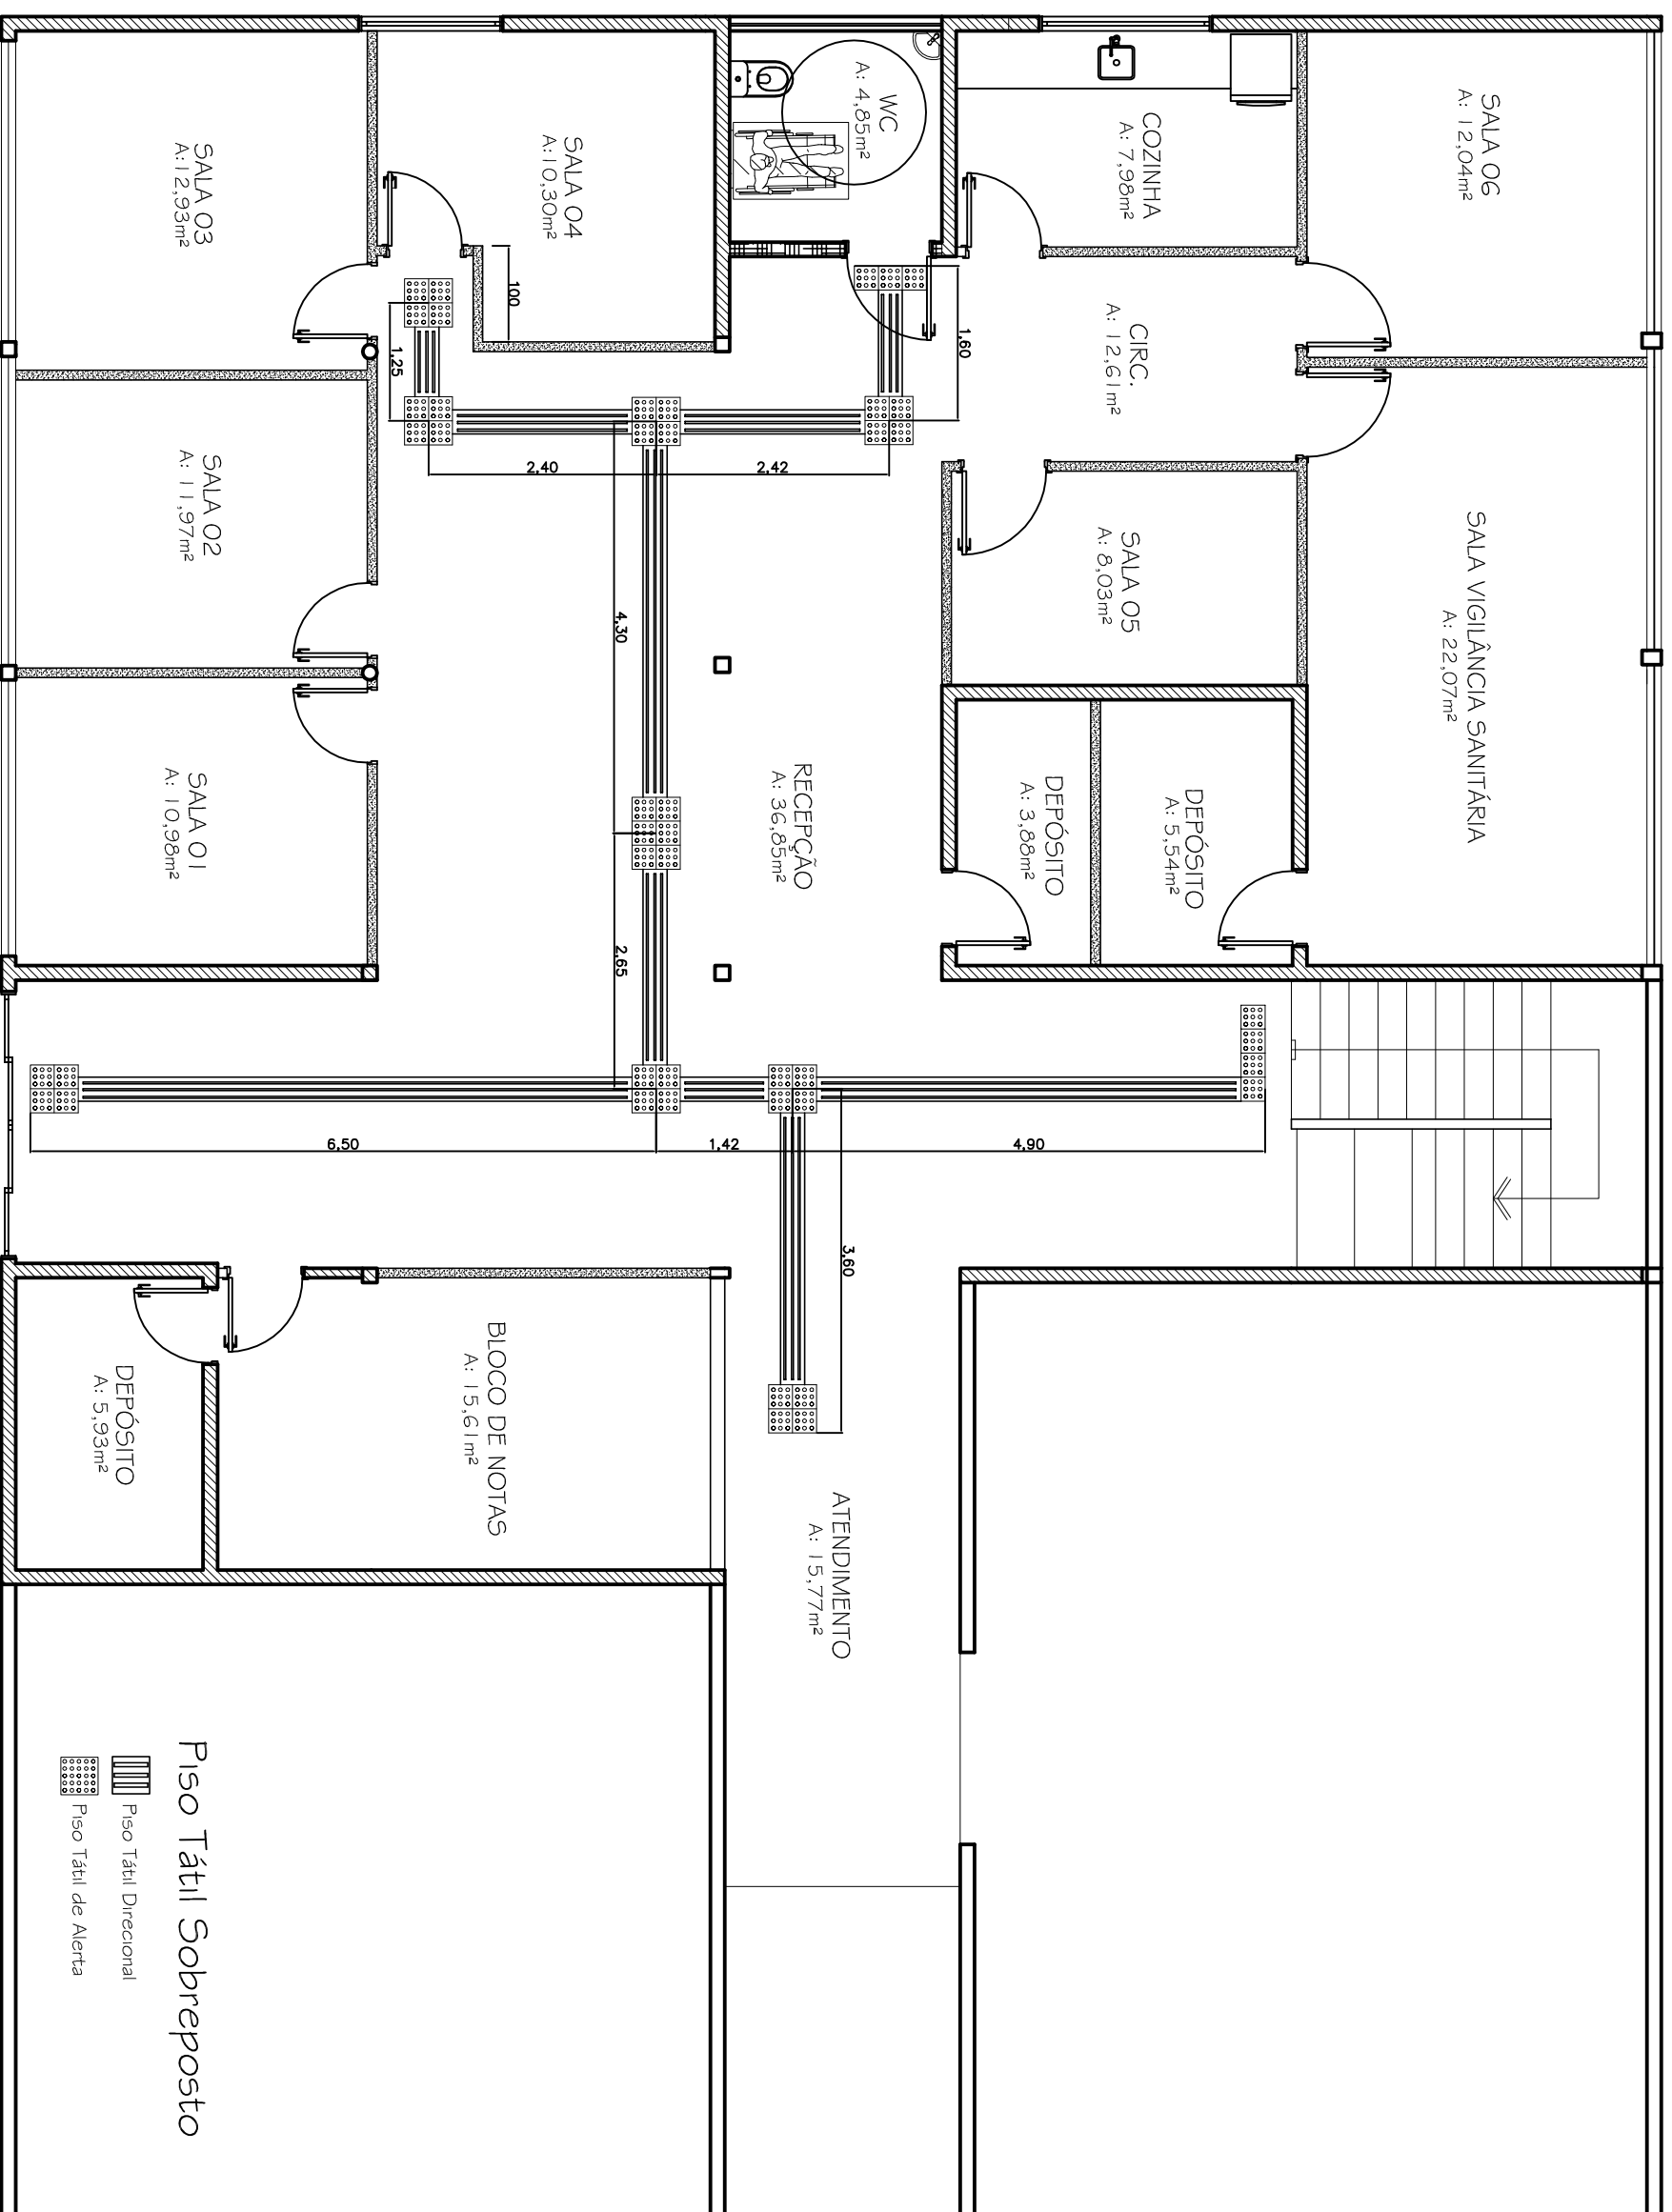 SALA 06
A: 12,04m²
COZINHA
A: 7,98m²
WC
A: 4,85m²
SALA 04
A:10,30m²
SALA 03
A:12,93m²
100
1,60
1,25
CIRC.
A: 12,61m²
2,40
2,42
SALA VIGILÂNCIA SANITÁRIA
A: 22,07m²
SALA 05
A: 8,03m²
SALA 02
A: 11,97m²
4,30
RECEPÇÃO
A: 36,85m²
DEPÓSITO
A: 5,54m²
DEPÓSITO
A: 3,88m²
SALA 01
A: 10,98m²
2,65
6,50
1,42
4,90
3,60
BLOCO DE NOTAS
A: 15,61m²
DEPÓSITO
A: 5,93m²
ATENDIMENTO
A: 15,77m²
Piso Tátil Sobreposto
Piso Tátil Direcional
Piso Tátil de Alerta